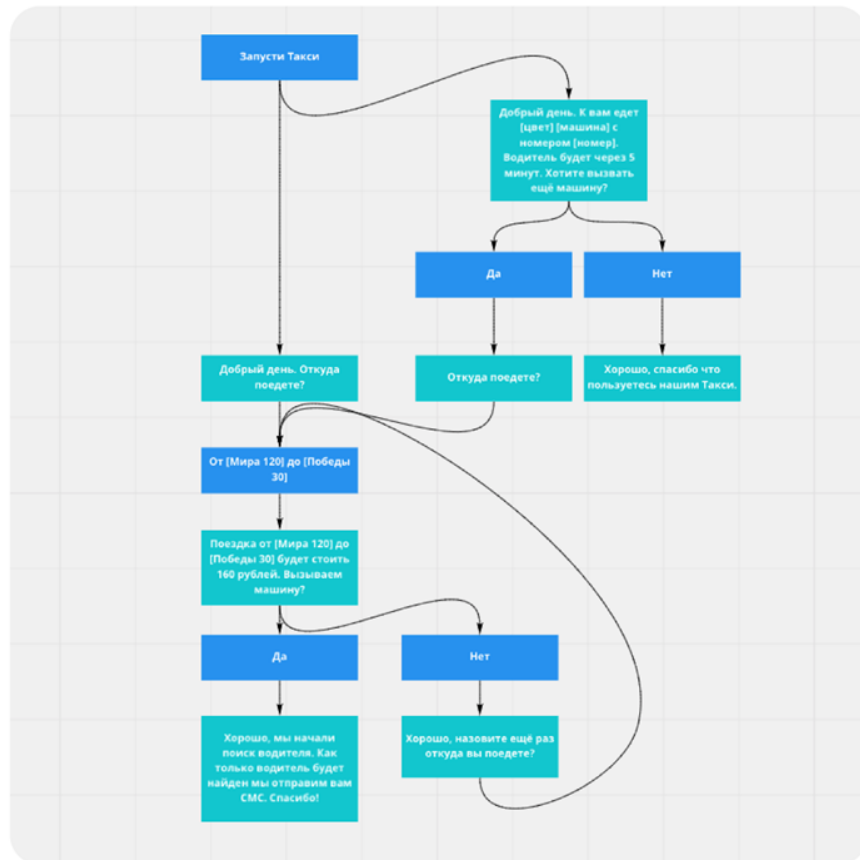 Запусти Такси
Добрый день. К вам едет
[цвет] [машина] с
номером [номер].
Водитель будет через 5
минут. Хотите вызвать
ещё машину?
Да
Нет
Добрый день. Откуда
поедете?
Откуда поедете?
Хорошо, спасибо что
пользуетесь нашим Такси.
От [Мира 120] до [Победы
30]
Поездка от [Мира 120] до
[Победы 30] будет стоить
160 рублей. Вызываем
машину?
Да
Нет
Хорошо, мы начали
поиск водителя. Как
только водитель будет
найден мы отправим вам
СМС. Спасибо!
Хорошо, назовите ещё раз
откуда вы поедете?